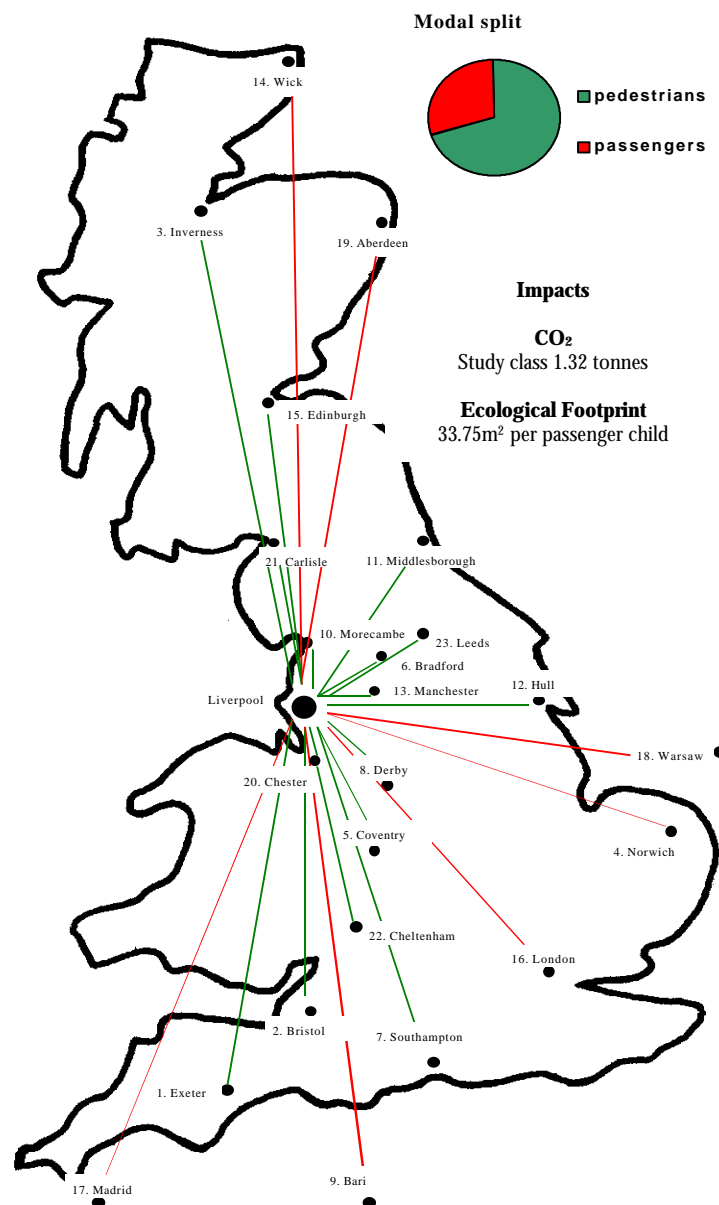 Modal split
pedestrians
passengers
14. Wick
3. Inverness
19. Aberdeen
Impacts
CO₂
Study class 1.32 tonnes
Ecological Footprint
33.75m² per passenger child
15. Edinburgh
21. Carlisle
11. Middlesborough
10. Morecambe
23. Leeds
6. Bradford
13. Manchester
12. Hull
Liverpool
18. Warsaw
8. Derby
20. Chester
5. Coventry
4. Norwich
22. Cheltenham
16. London
2. Bristol
7. Southampton
1. Exeter
9. Bari
17. Madrid